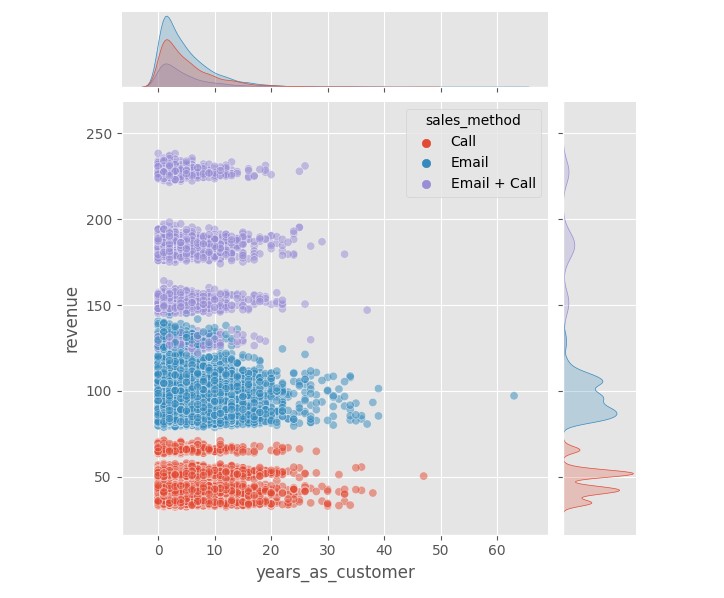 sales_method
Call
Email
Email + Call
250
200
150
100
50
revenue
0 10 20 30 40 50 60
years_as_customer